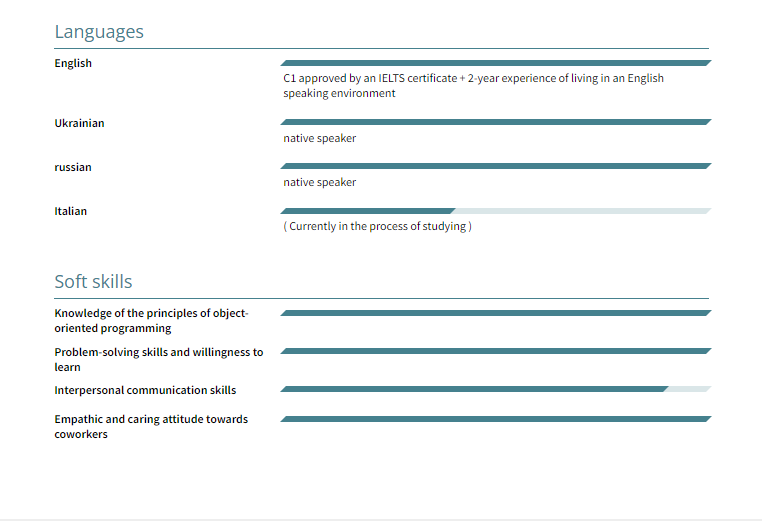 Languages
English
C1 approved by an IELTS certificate + 2-year experience of living in an English
speaking environment
Ukrainian
native speaker
russian
native speaker
Italian
( Currently in the process of studying )
Soft skills
Knowledge of the principles of object-
oriented programming
Problem-solving skills and willingness to
learn
Interpersonal communication skills
Empathic and caring attitude towards
coworkers